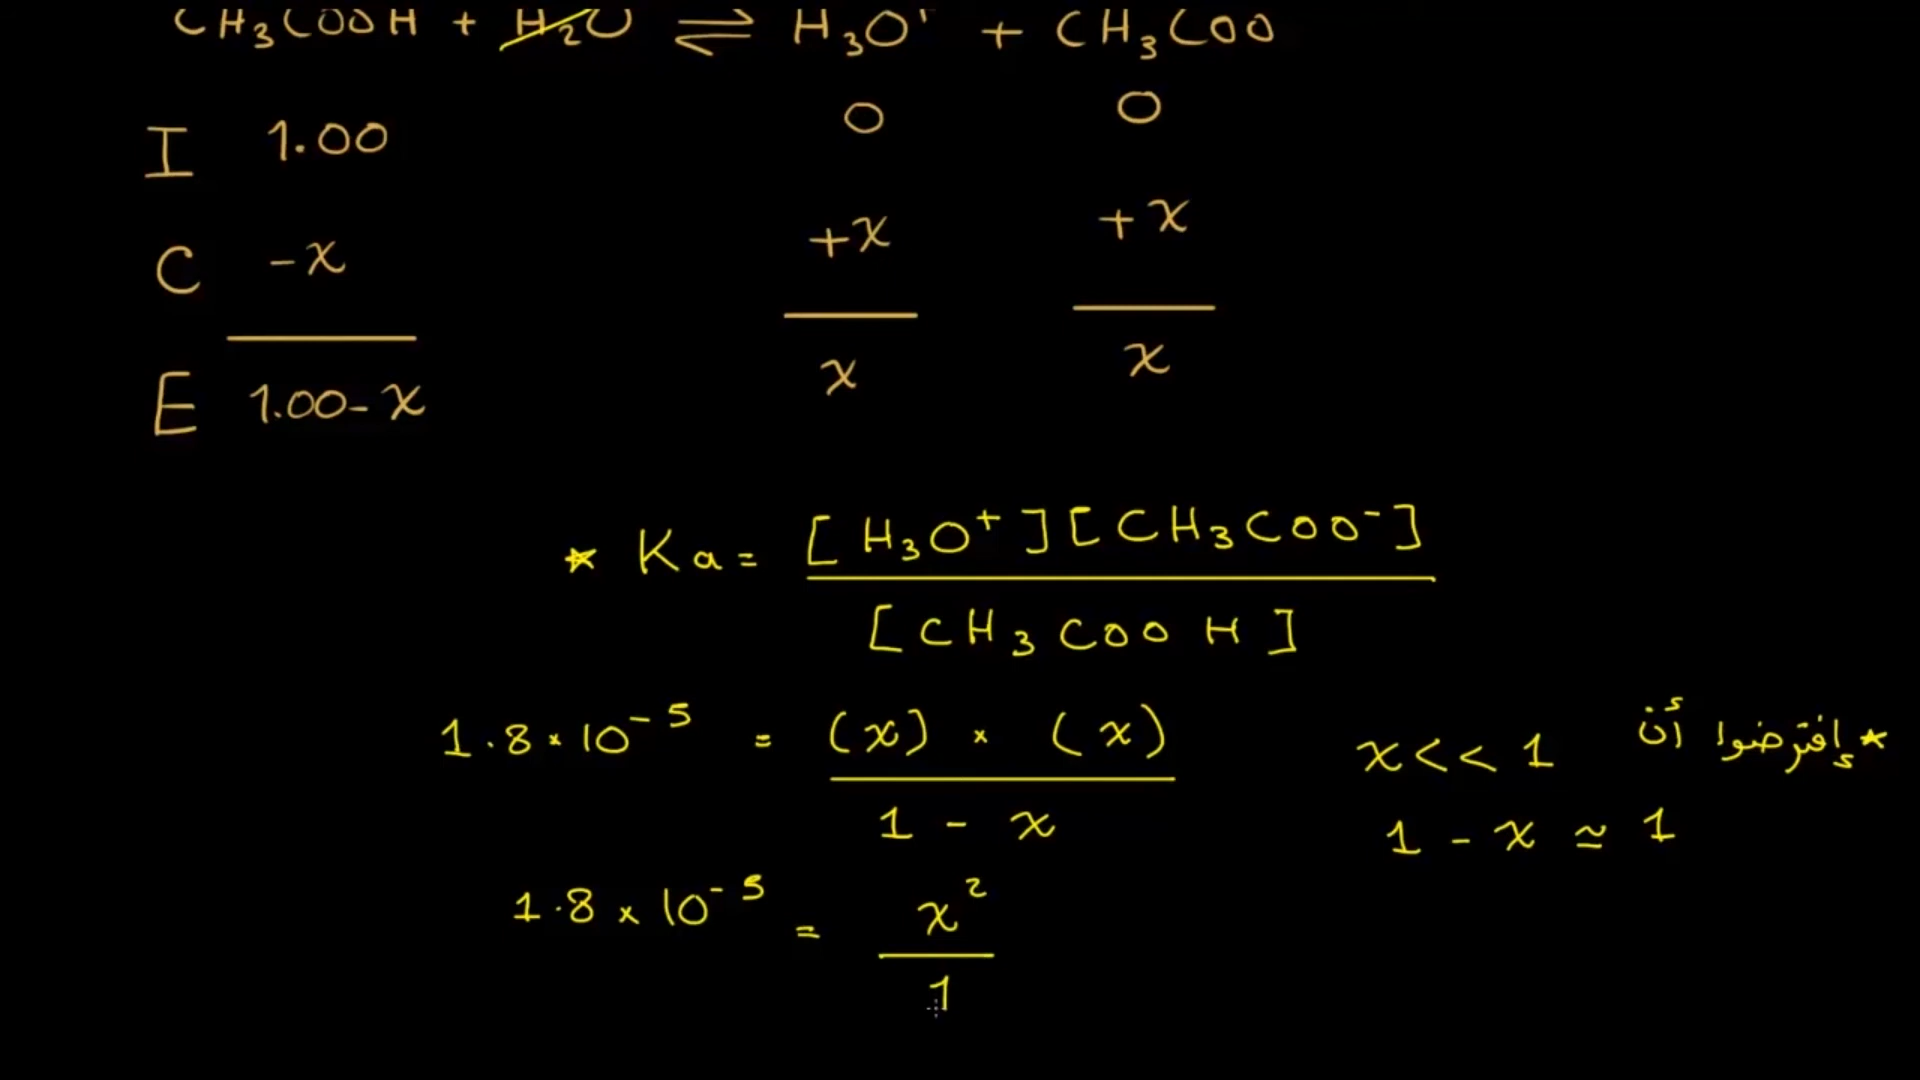 CH₃COOH + H₂O ⇌ H₃O⁺ + CH₃COO
I 1.00 0 0
C -x +x +x
E 1.00-x x x
* Ka = [H₃O⁺][CH₃COO⁻]
[CH₃COOH]
1.8×10⁻⁵ = (x) × (x)
1 - x
* إفترضوا أن x<<1
1 - x ≃ 1
1.8×10⁻⁵ = x²
1